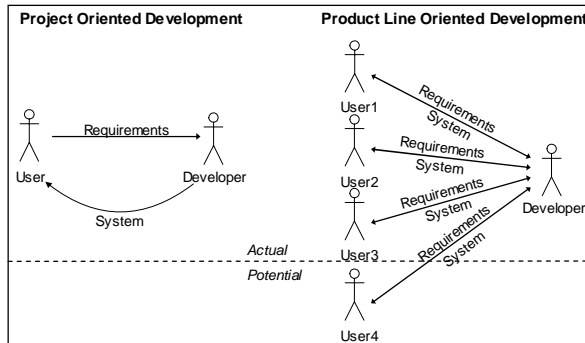 Project Oriented Development
Requirements
User
Developer
System
Product Line Oriented Development
User1
Requirements
System
User2
Requirements
System
Developer
Requirements
System
User3
Requirements
System
User4
Actual
Potential